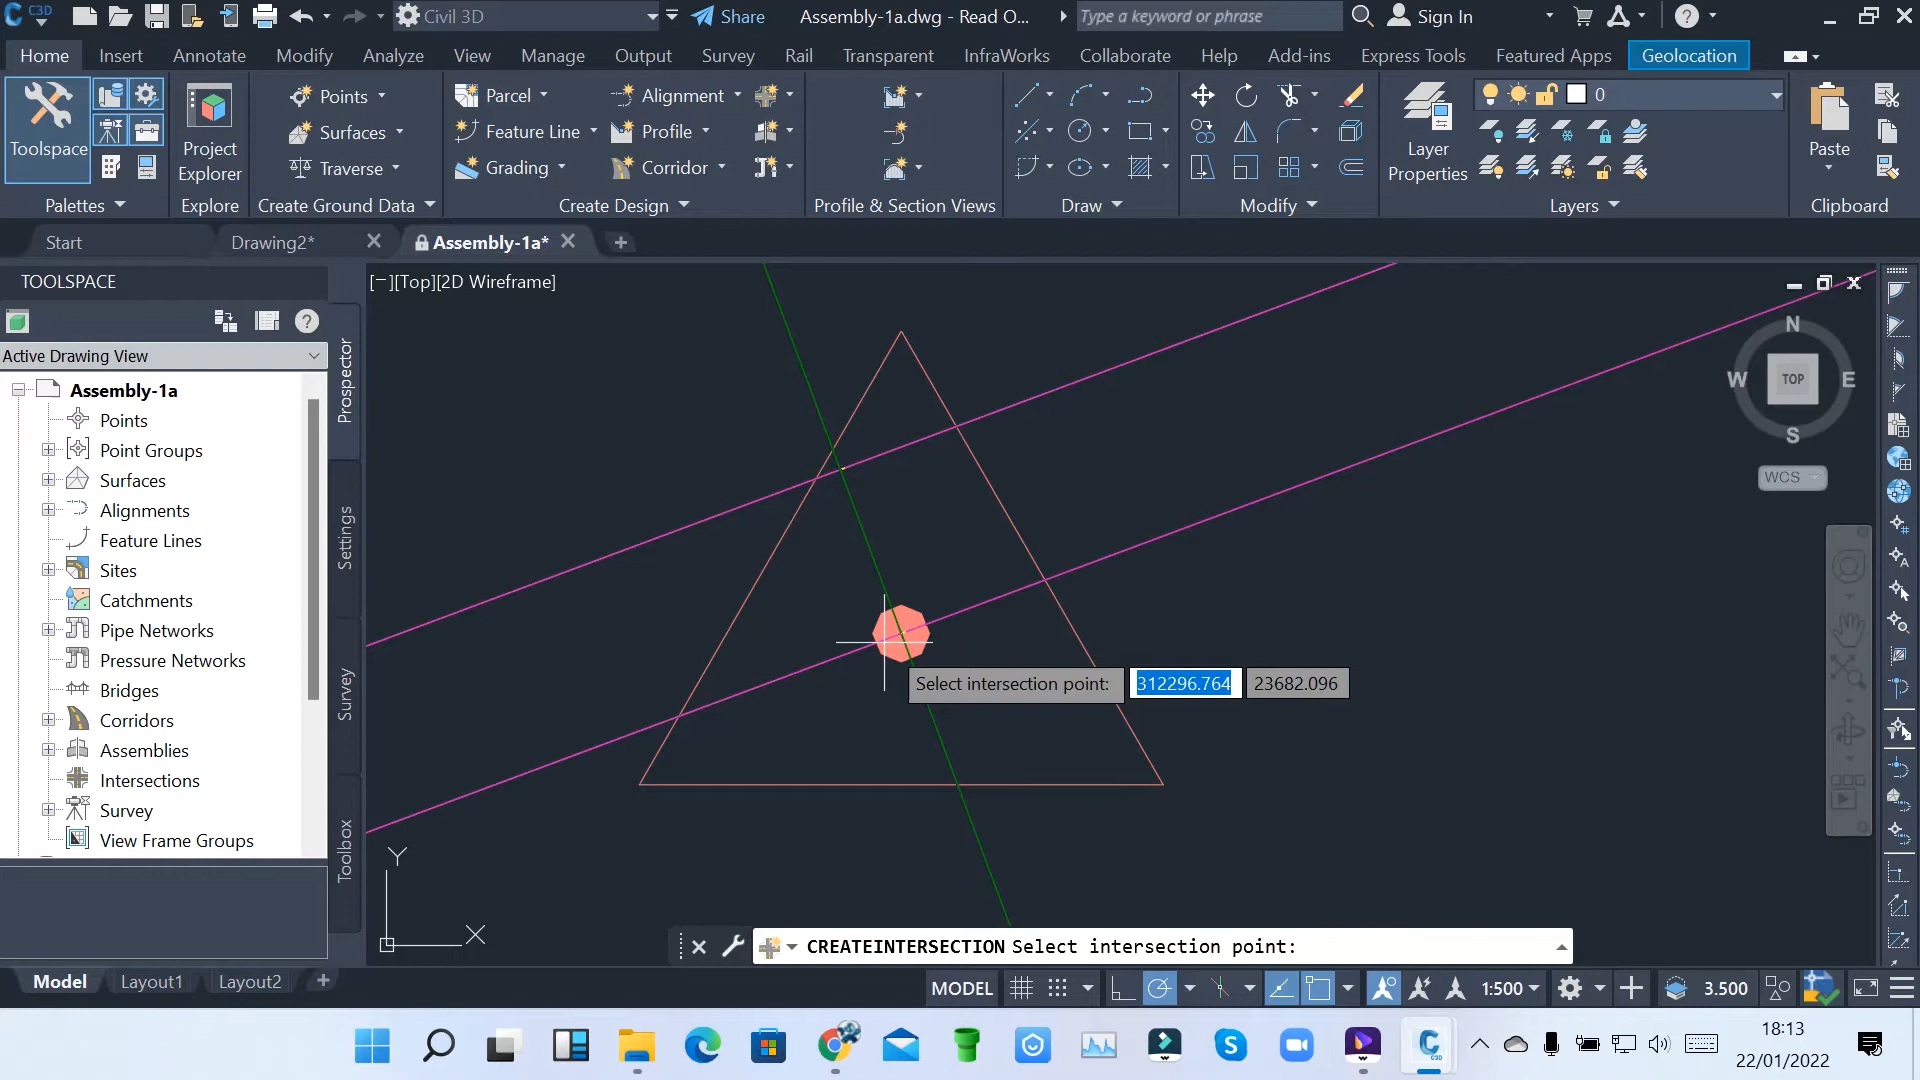 C3D
Civil 3D
Share
Assembly-1a.dwg - Read O...
Type a keyword or phrase
Sign In
Home
Insert
Annotate
Modify
Analyze
View
Manage
Output
Survey
Rail
Transparent
InfraWorks
Collaborate
Help
Add-ins
Express Tools
Featured Apps
Geolocation
Toolspace
Project
Explorer
Points
Surfaces
Traverse
Parcel
Feature Line
Grading
Alignment
Profile
Corridor
Layer
Properties
0
Paste
Palettes
Explore
Create Ground Data
Create Design
Profile & Section Views
Draw
Modify
Layers
Clipboard
Start
Drawing2*
Assembly-1a*
TOOLSPACE
[−][Top][2D Wireframe]
Active Drawing View
Assembly-1a
Points
Point Groups
Surfaces
Alignments
Feature Lines
Sites
Catchments
Pipe Networks
Pressure Networks
Bridges
Corridors
Assemblies
Intersections
Survey
View Frame Groups
Prospector
Settings
Survey
Toolbox
N
W
TOP
E
S
WCS
Select intersection point:
312296.764
23682.096
Y
X
CREATEINTERSECTION Select intersection point:
Model
Layout1
Layout2
MODEL
1:500
3.500
18:13
22/01/2022